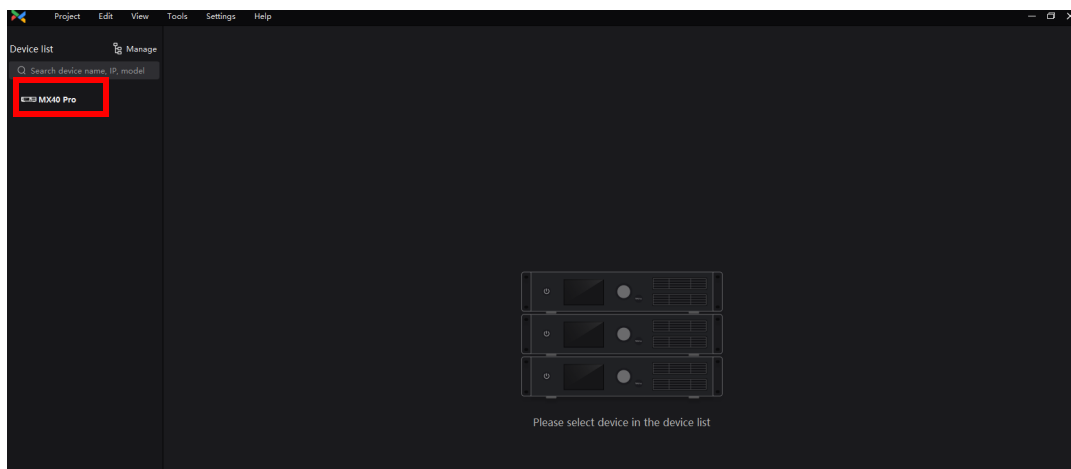 Project Edit View Tools Settings Help
Device list Manage
Search device name, IP, model
MX40 Pro
Please select device in the device list